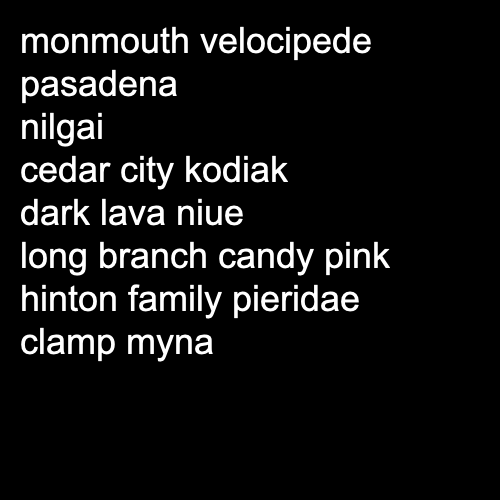 monmouth velocipede
pasadena
nilgai
cedar city kodiak
dark lava niue
long branch candy pink
hinton family pieridae
clamp myna